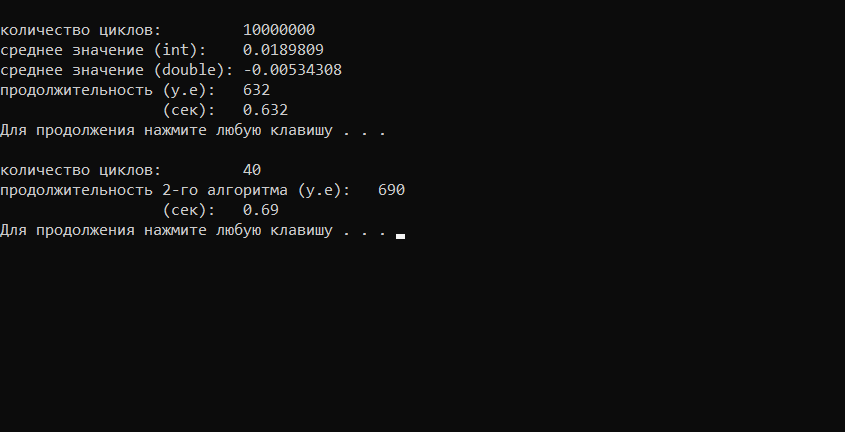 количество циклов: 10000000
среднее значение (int): 0.0189809
среднее значение (double): -0.00534308
продолжительность (у.е): 632
(сек): 0.632
Для продолжения нажмите любую клавишу . . .
количество циклов: 40
продолжительность 2-го алгоритма (у.е): 690
(сек): 0.69
Для продолжения нажмите любую клавишу . . .